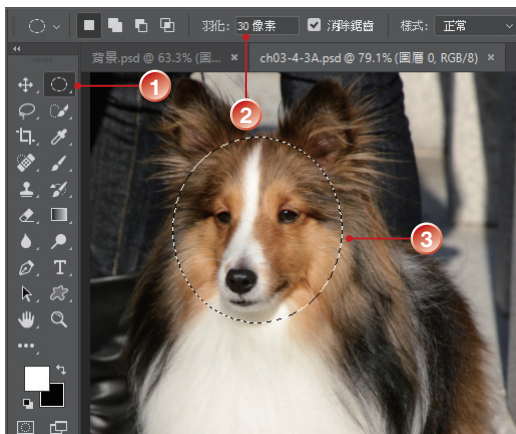 羽化: 30 像素 消除鋸齒 樣式: 正常
背景.psd @ 63.3% (圖... × ch03-4-3A.psd @ 79.1% (圖層 0, RGB/8) ×
1
2
3
T